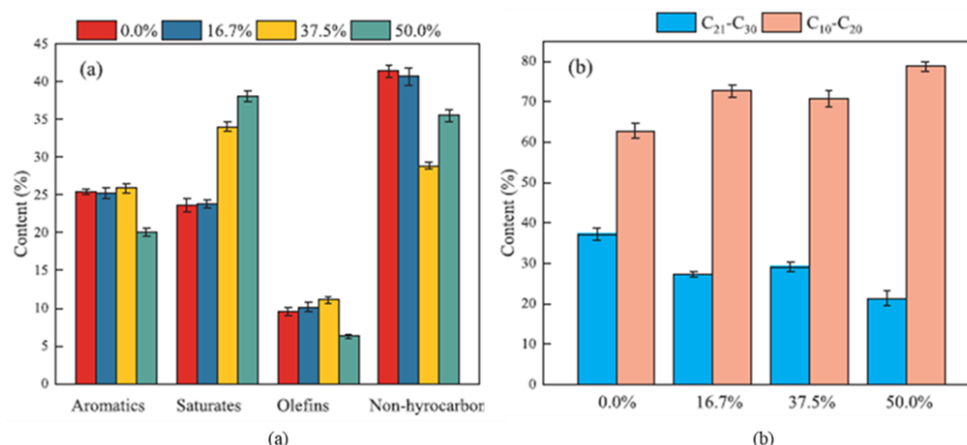 0.0% 16.7% 37.5% 50.0%
(a)
Content (%)
45
40
35
30
25
20
15
10
5
0
Aromatics Saturates Olefins Non-hyrocarbon
(a)
C₂₁-C₃₀ C₁₀-C₂₀
(b)
Content (%)
80
70
60
50
40
30
20
10
0
0.0% 16.7% 37.5% 50.0%
(b)